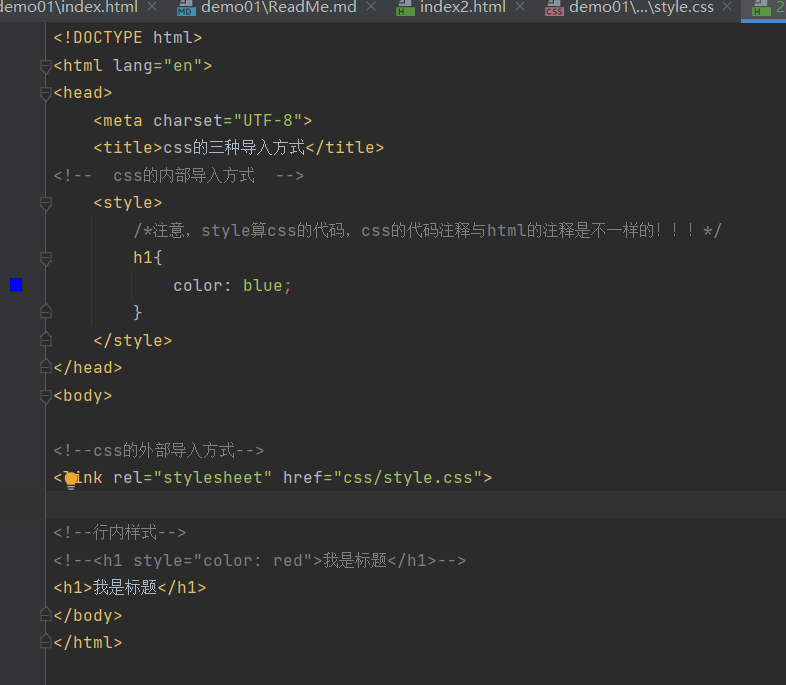 demo01\index.html demo01\ReadMe.md index2.html demo01\...\style.css 2
<!DOCTYPE html>
<html lang="en">
<head>
    <meta charset="UTF-8">
    <title>css的三种导入方式</title>
<!--  css的内部导入方式  -->
    <style>
        /*注意，style算css的代码，css的代码注释与html的注释是不一样的！！！*/
        h1{
            color: blue;
        }
    </style>
</head>
<body>
<!--css的外部导入方式-->
<link rel="stylesheet" href="css/style.css">
<!--行内样式-->
<!--<h1 style="color: red">我是标题</h1>-->
<h1>我是标题</h1>
</body>
</html>